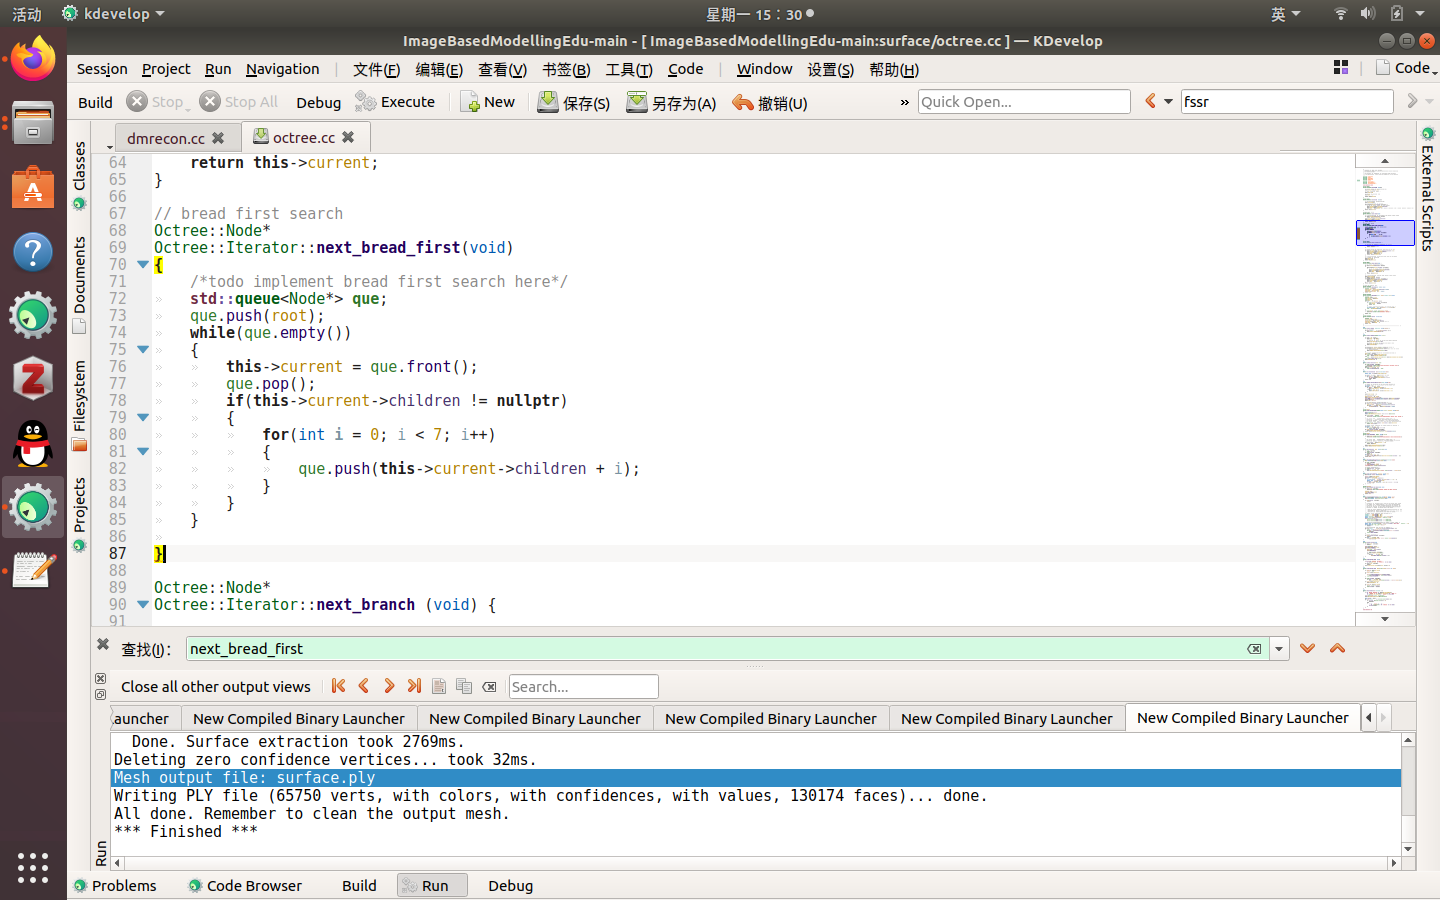 活动
kdevelop
星期一 15：30
英
ImageBasedModellingEdu-main - [ ImageBasedModellingEdu-main:surface/octree.cc ] — KDevelop
Session Project Run Navigation | 文件(F) 编辑(E) 查看(V) 书签(B) 工具(T) Code | Window 设置(S) 帮助(H)
Code
Build Stop Stop All Debug Execute New 保存(S) 另存为(A) 撤销(U) » Quick Open... fssr
dmrecon.cc octree.cc
Classes
Documents
Filesystem
Projects
External Scripts
64 return this->current;
65 }
66
67 // bread first search
68 Octree::Node*
69 Octree::Iterator::next_bread_first(void)
70 {
71 /*todo implement bread first search here*/
72 std::queue<Node*> que;
73 que.push(root);
74 while(que.empty())
75 {
76 this->current = que.front();
77 que.pop();
78 if(this->current->children != nullptr)
79 {
80 for(int i = 0; i < 7; i++)
81 {
82 que.push(this->current->children + i);
83 }
84 }
85 }
86
87 }
88
89 Octree::Node*
90 Octree::Iterator::next_branch (void) {
91
查找(I)： next_bread_first
Close all other output views Search...
auncher New Compiled Binary Launcher New Compiled Binary Launcher New Compiled Binary Launcher New Compiled Binary Launcher New Compiled Binary Launcher
Done. Surface extraction took 2769ms.
Deleting zero confidence vertices... took 32ms.
Mesh output file: surface.ply
Writing PLY file (65750 verts, with colors, with confidences, with values, 130174 faces)... done.
All done. Remember to clean the output mesh.
*** Finished ***
Run
Problems Code Browser Build Run Debug